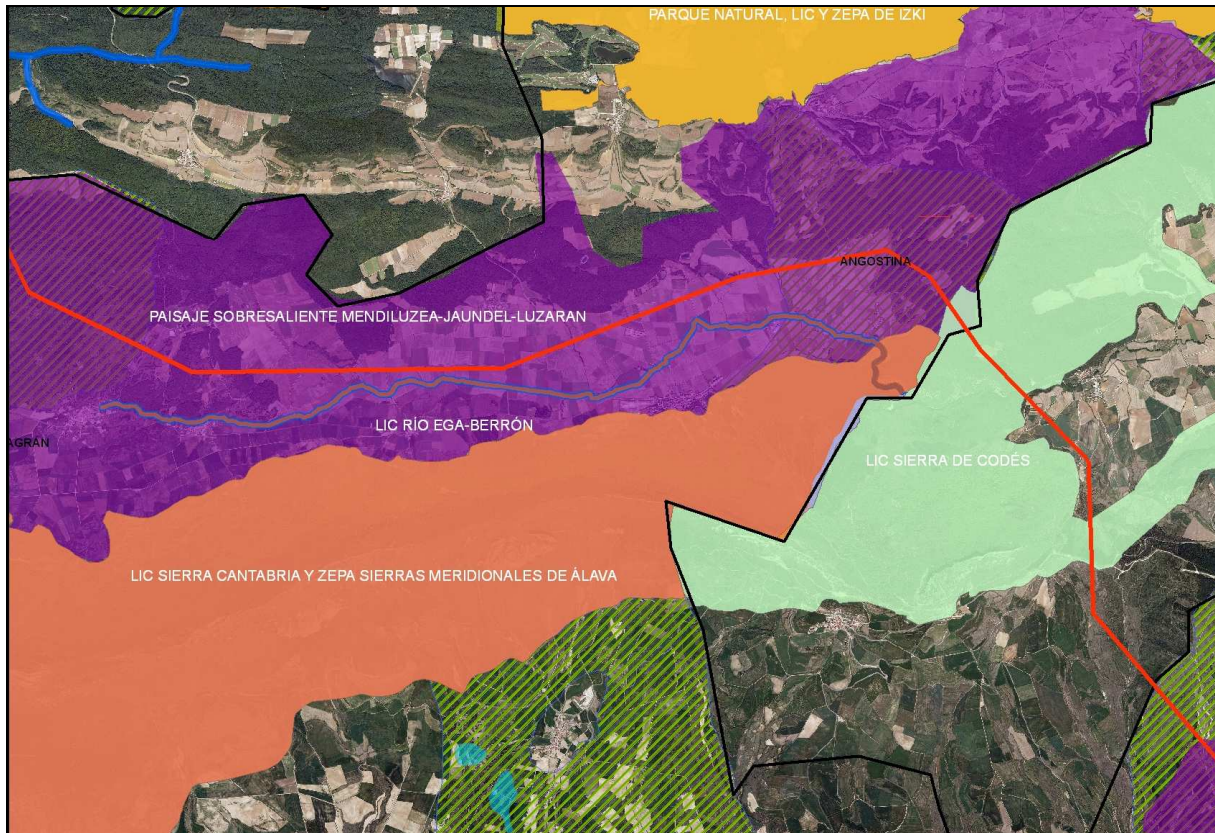 PARQUE NATURAL, LIC Y ZEPA DE IZKI
ANGOSTINA
PAISAJE SOBRESALIENTE MENDILUZEA-JAUNDEL-LUZARAN
LIC RÍO EGA-BERRÓN
AGRAN
LIC SIERRA DE CODÉS
LIC SIERRA CANTABRIA Y ZEPA SIERRAS MERIDIONALES DE ÁLAVA